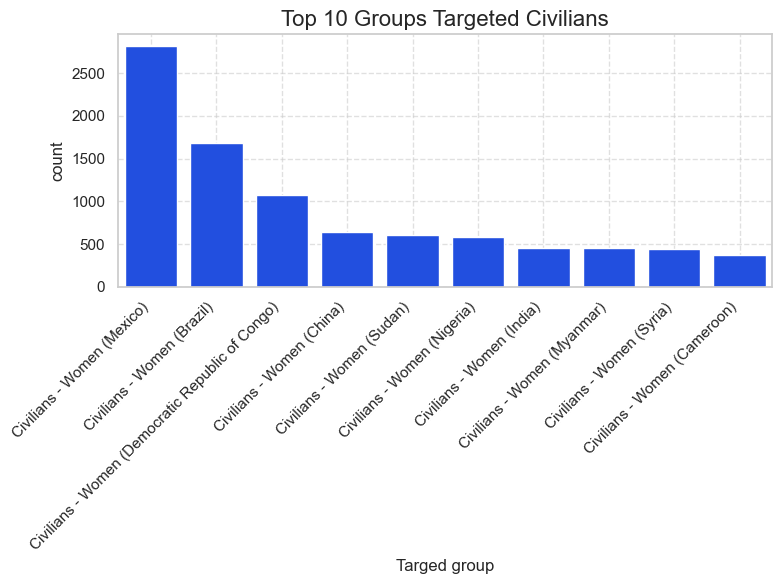 Top 10 Groups Targeted Civilians
count
2500
2000
1500
1000
500
0
Civilians - Women (Mexico)
Civilians - Women (Brazil)
Civilians - Women (Democratic Republic of Congo)
Civilians - Women (China)
Civilians - Women (Sudan)
Civilians - Women (Nigeria)
Civilians - Women (India)
Civilians - Women (Myanmar)
Civilians - Women (Syria)
Civilians - Women (Cameroon)
Targed group